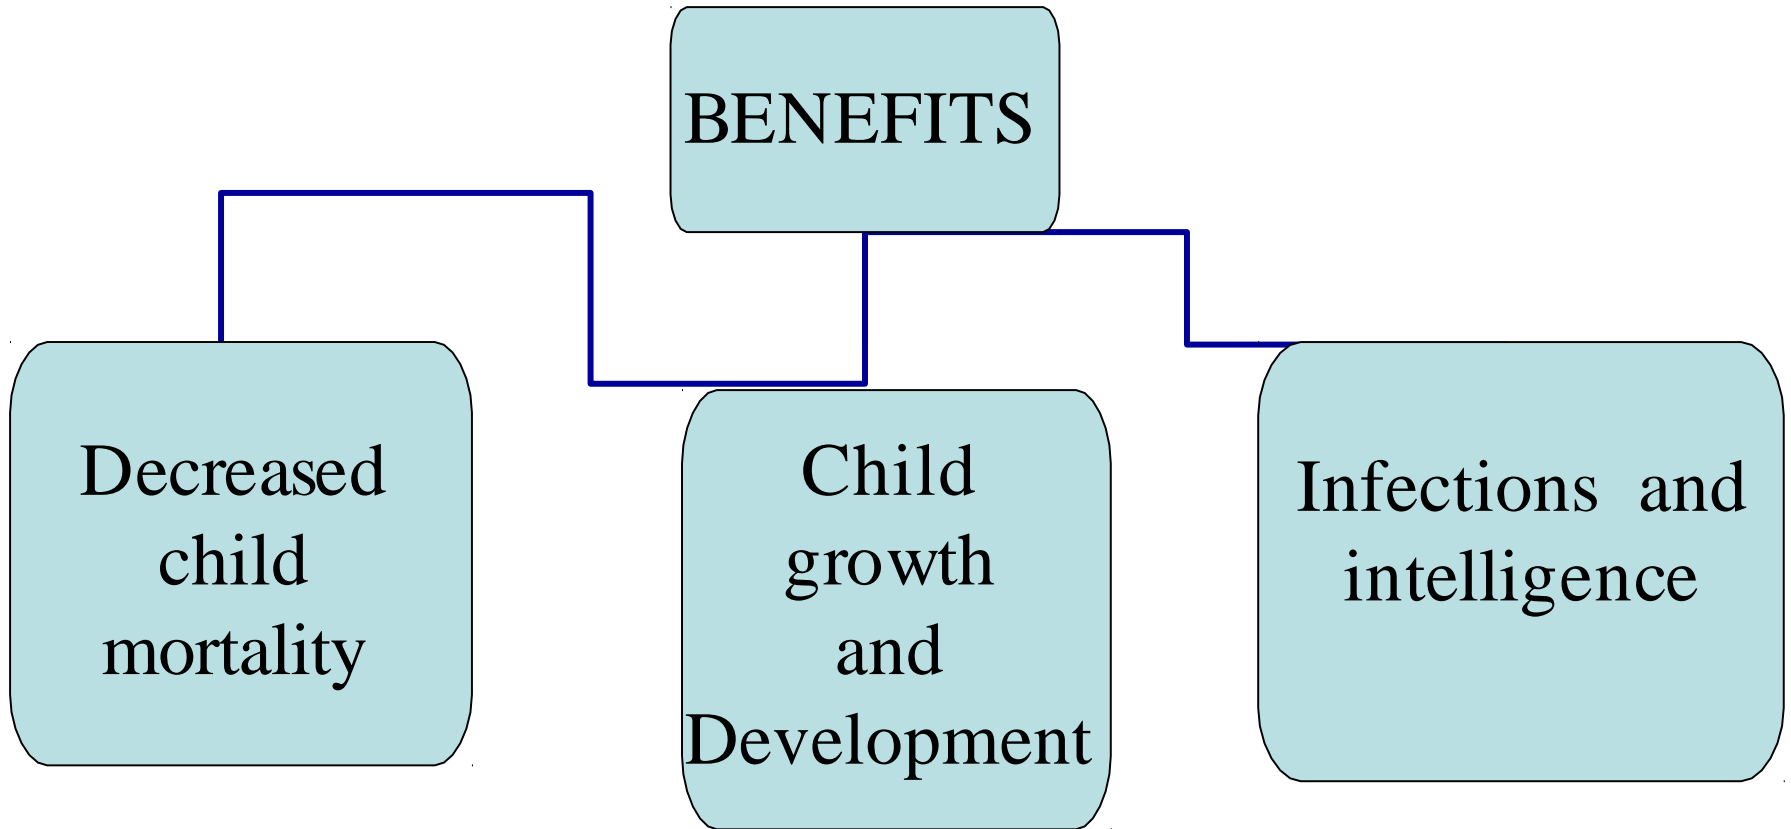 BENEFITS
Decreased
child
mortality
Child
growth
and
Development
Infections and
intelligence